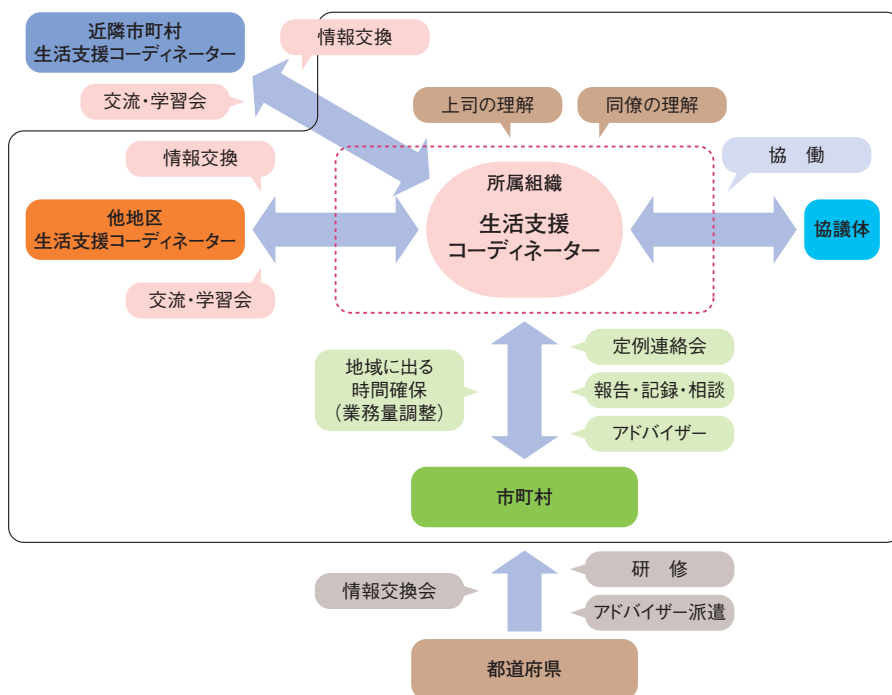 近隣市町村
生活支援コーディネーター
情報交換
交流・学習会
上司の理解
同僚の理解
情報交換
協　働
所属組織
生活支援
コーディネーター
他地区
生活支援コーディネーター
協議体
交流・学習会
地域に出る
時間確保
（業務量調整）
定例連絡会
報告・記録・相談
アドバイザー
市町村
情報交換会
研　修
アドバイザー派遣
都道府県